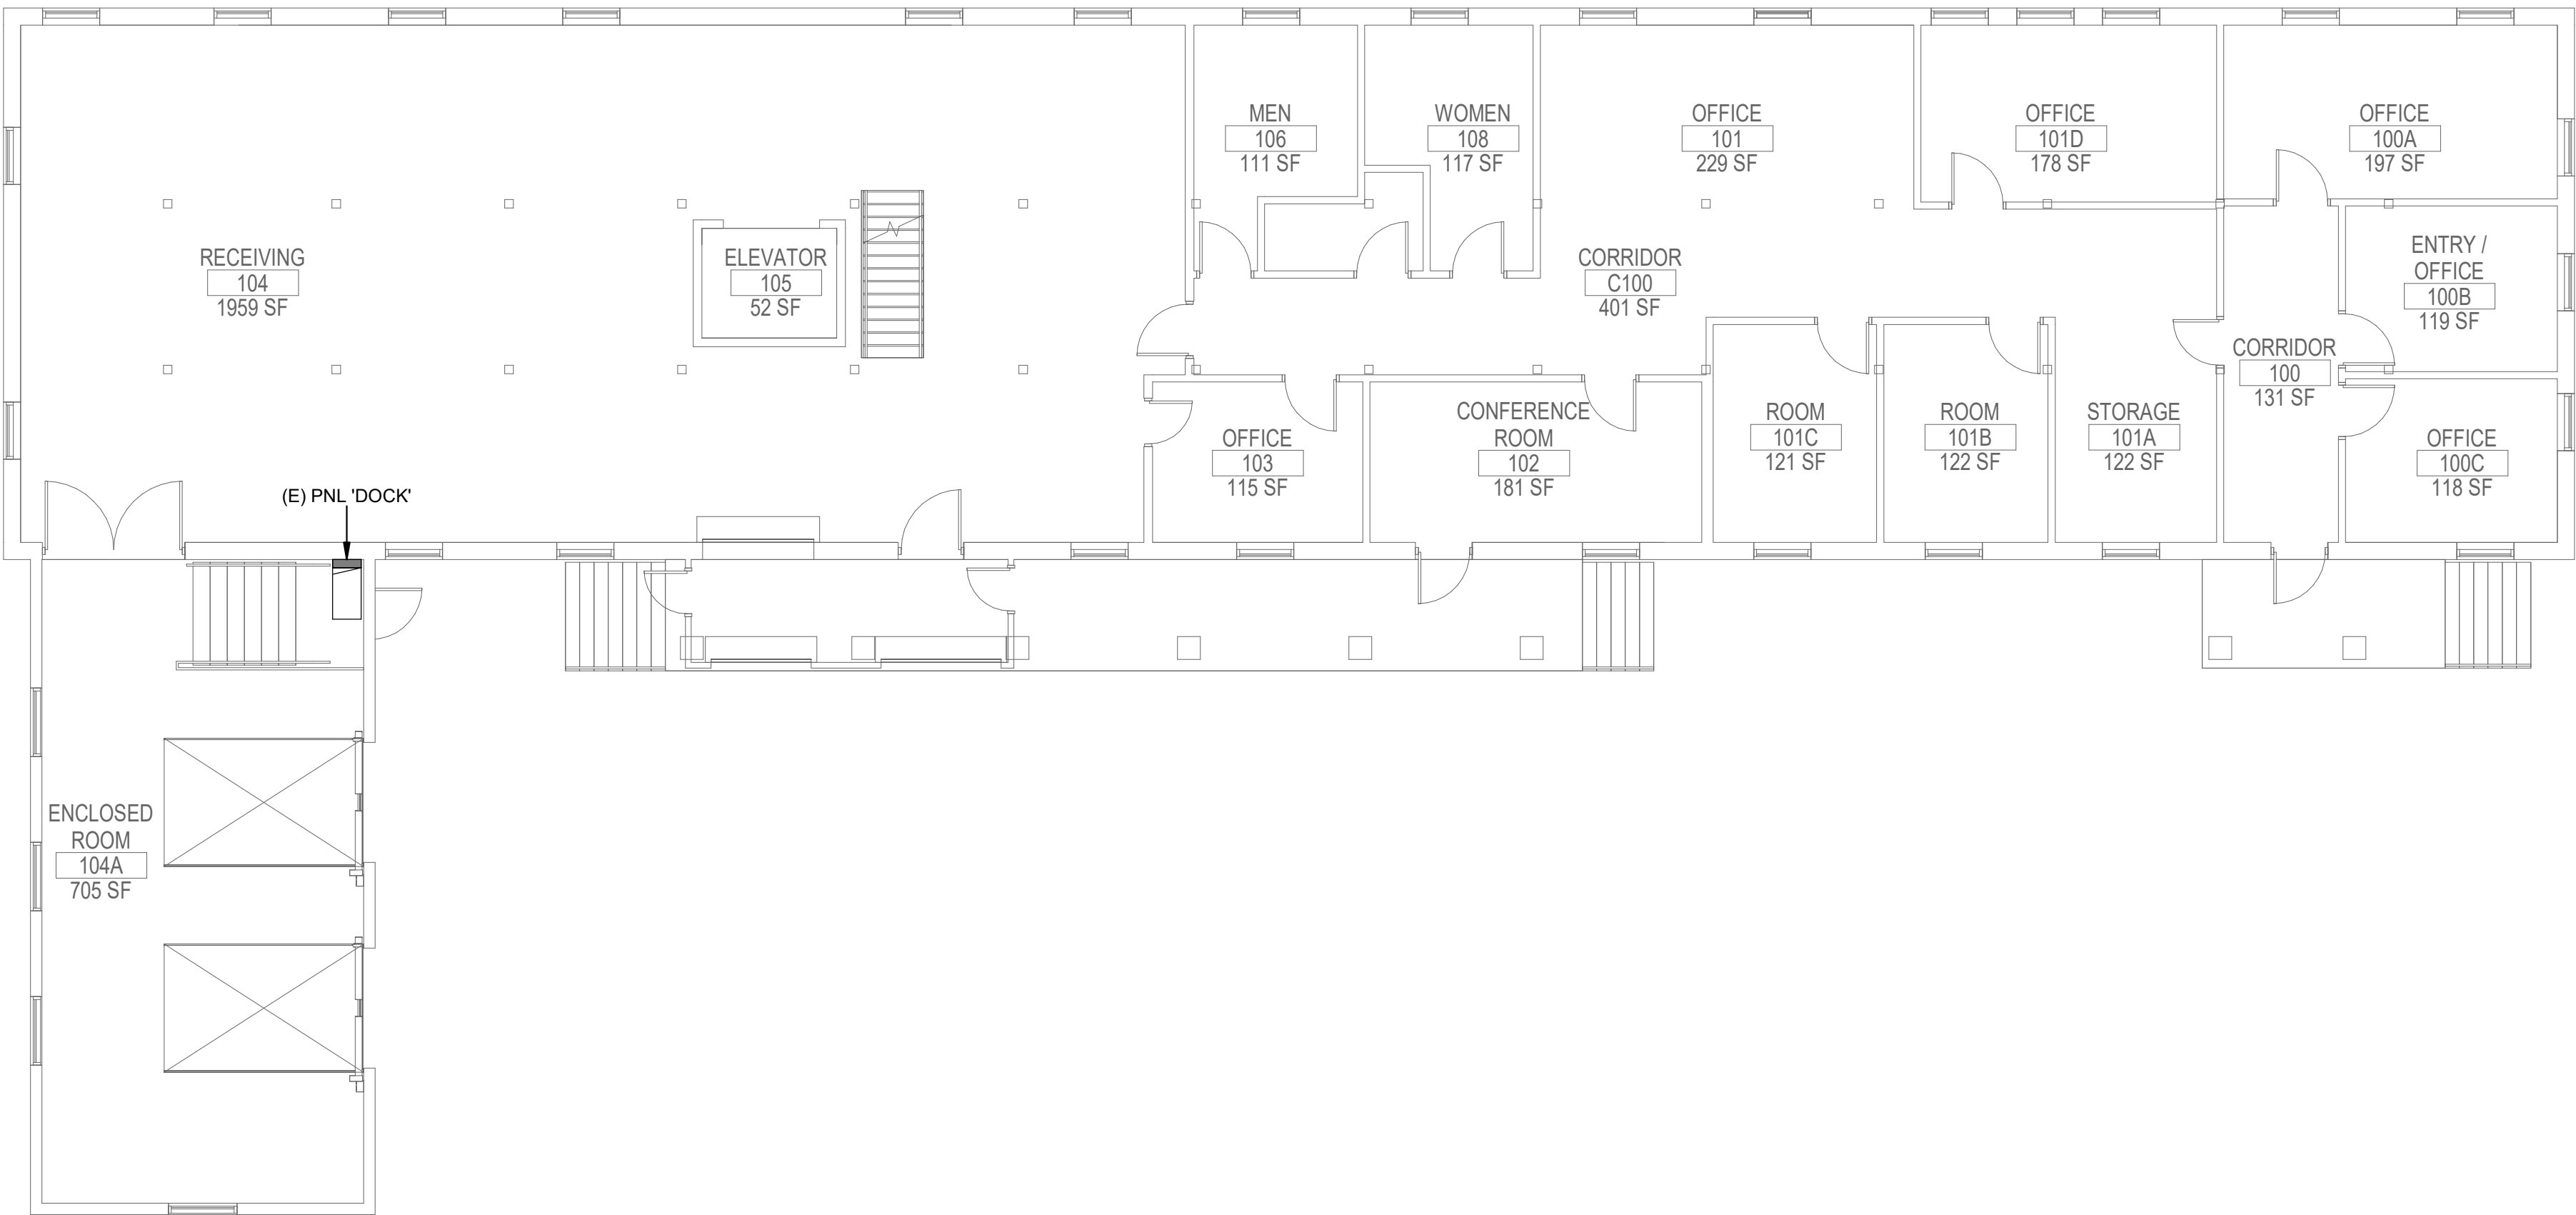 MEN
106
111 SF
WOMEN
108
117 SF
OFFICE
101
229 SF
OFFICE
101D
178 SF
OFFICE
100A
197 SF
RECEIVING
104
1959 SF
ELEVATOR
105
52 SF
CORRIDOR
C100
401 SF
ENTRY /
OFFICE
100B
119 SF
CORRIDOR
100
131 SF
OFFICE
103
115 SF
CONFERENCE
ROOM
102
181 SF
ROOM
101C
121 SF
ROOM
101B
122 SF
STORAGE
101A
122 SF
OFFICE
100C
118 SF
(E) PNL 'DOCK'
ENCLOSED
ROOM
104A
705 SF